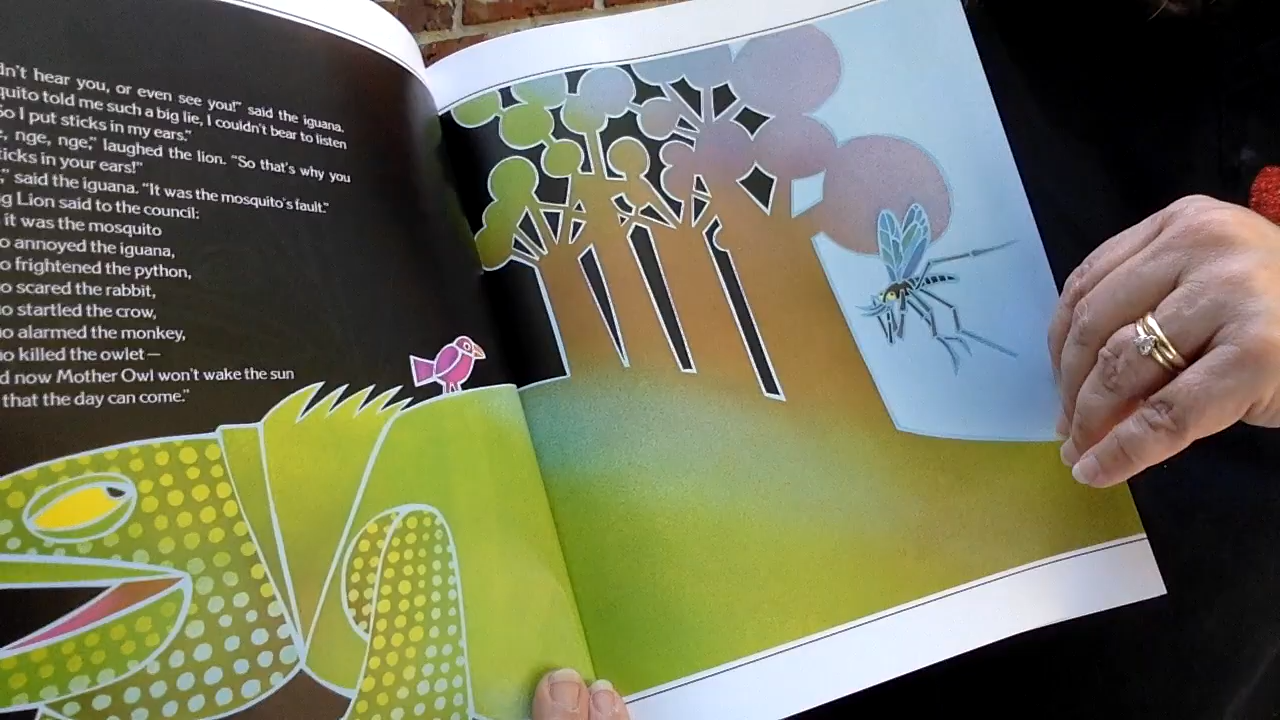 hear you, or even see you!" said the iguana.
told me such a big lie, I couldn't bear to listen
So I put sticks in my ears."
nge, nge," laughed the lion. "So that's why you
in your ears!"
said the iguana. "It was the mosquito's fault."
Lion said to the council:
it was the mosquito
annoyed the iguana,
frightened the python,
scared the rabbit,
startled the crow,
alarmed the monkey,
killed the owlet—
now Mother Owl won't wake the sun
that the day can come."